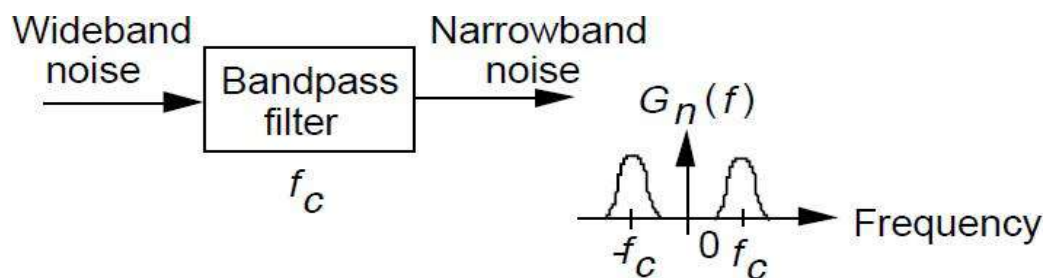 Wideband
noise
Bandpass
filter
f_c
Narrowband
noise
G_n(f)
-f_c
0
f_c
Frequency